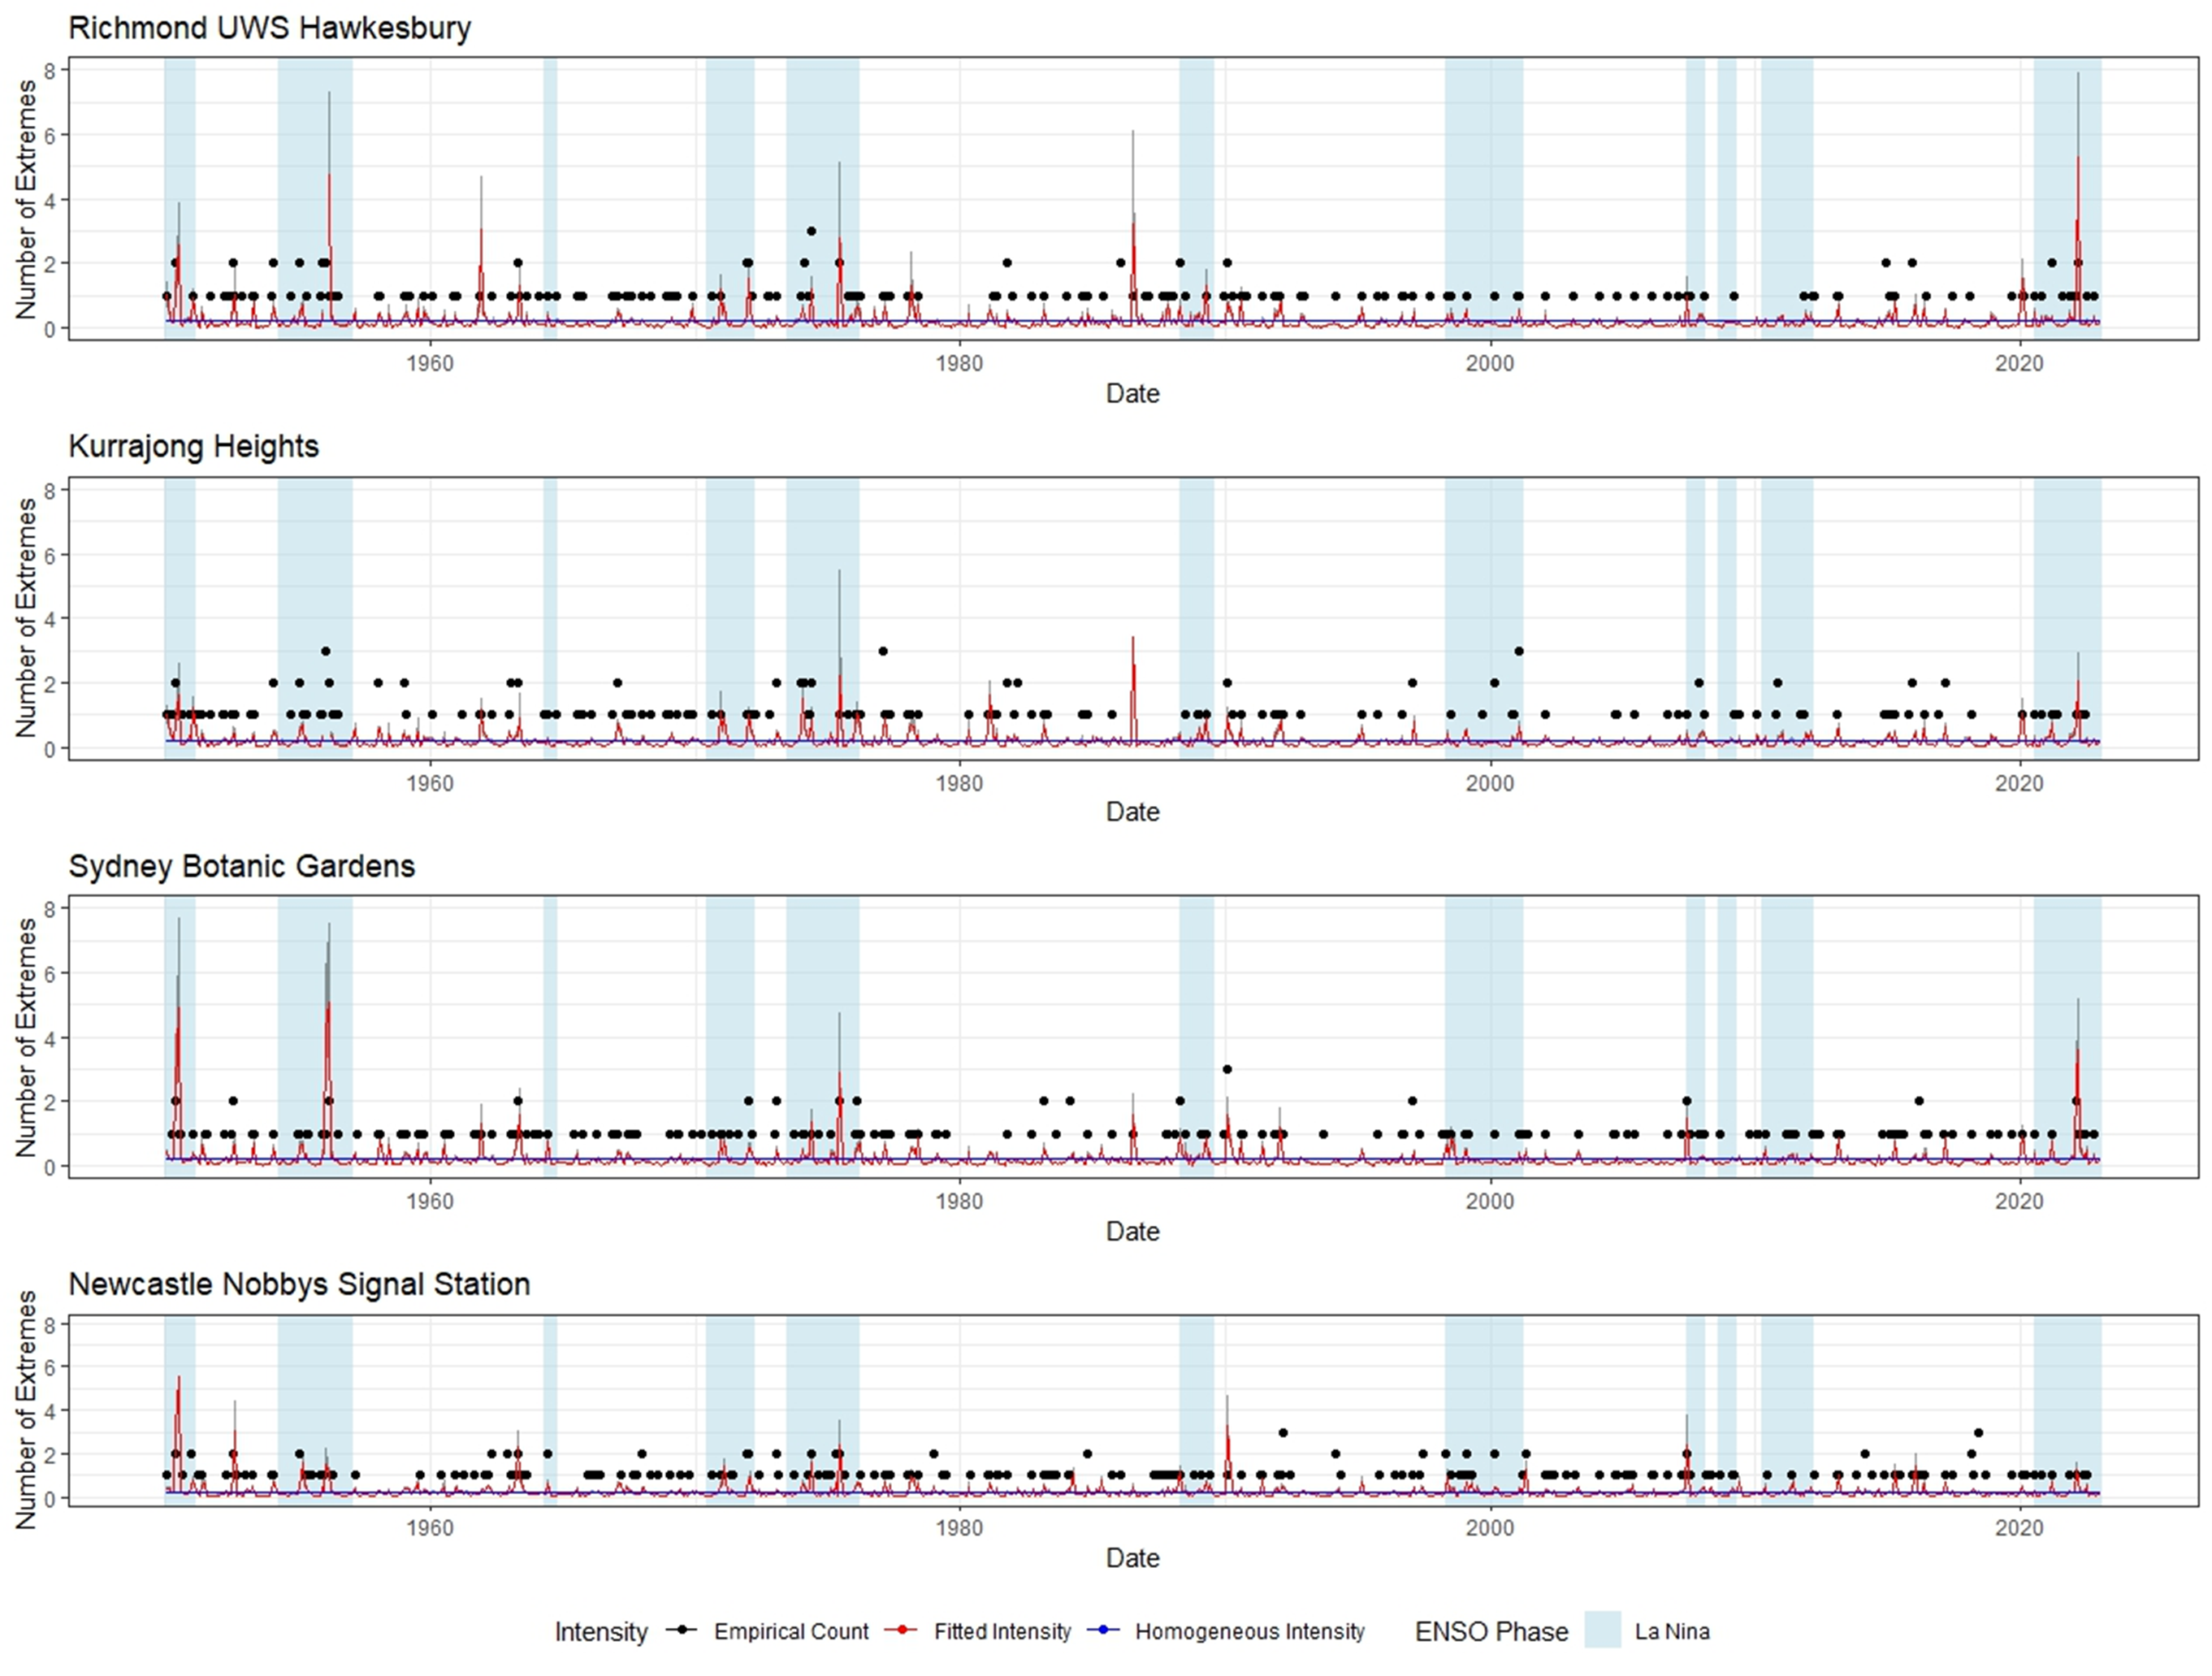 Richmond UWS Hawkesbury
Number of Extremes
8
6
4
2
0
1960 1980 2000 2020
Date
Kurrajong Heights
Number of Extremes
8
6
4
2
0
1960 1980 2000 2020
Date
Sydney Botanic Gardens
Number of Extremes
8
6
4
2
0
1960 1980 2000 2020
Date
Newcastle Nobbys Signal Station
Number of Extremes
8
6
4
2
0
1960 1980 2000 2020
Date
Intensity Empirical Count Fitted Intensity Homogeneous Intensity ENSO Phase La Nina